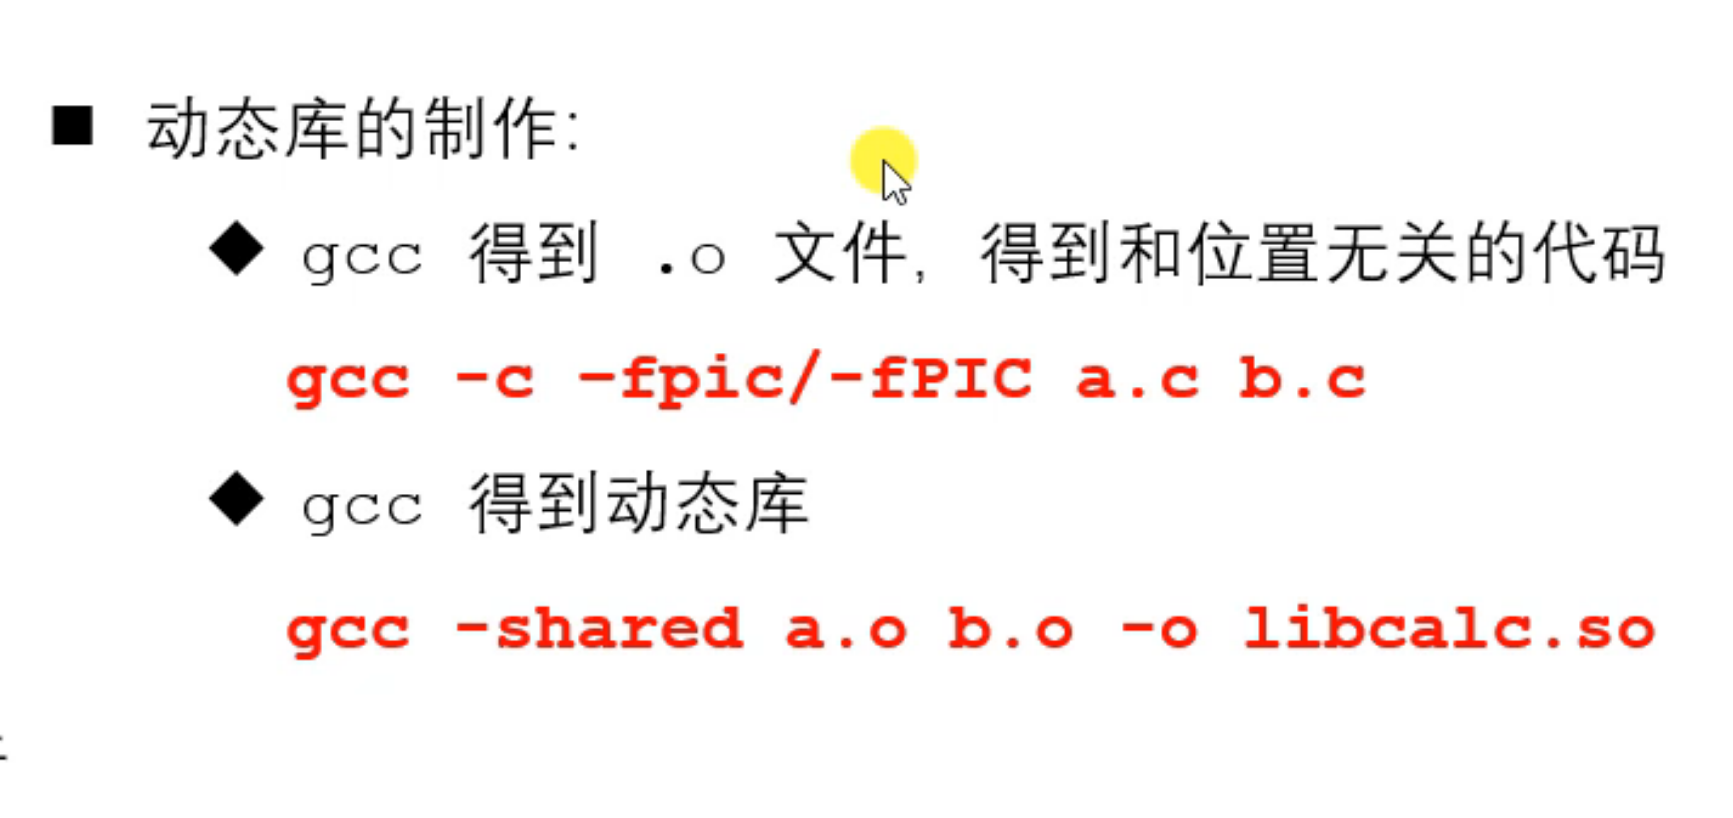 动态库的制作:
gcc 得到 .o 文件, 得到和位置无关的代码
gcc -c –fpic/-fPIC a.c b.c
gcc 得到动态库
gcc -shared a.o b.o -o libcalc.so